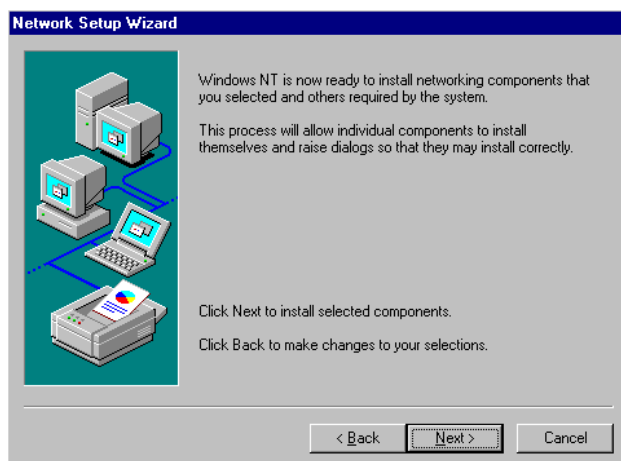 Network Setup Wizard
Windows NT is now ready to install networking components that
you selected and others required by the system.
This process will allow individual components to install
themselves and raise dialogs so that they may install correctly.
Click Next to install selected components.
Click Back to make changes to your selections.
< Back Next > Cancel